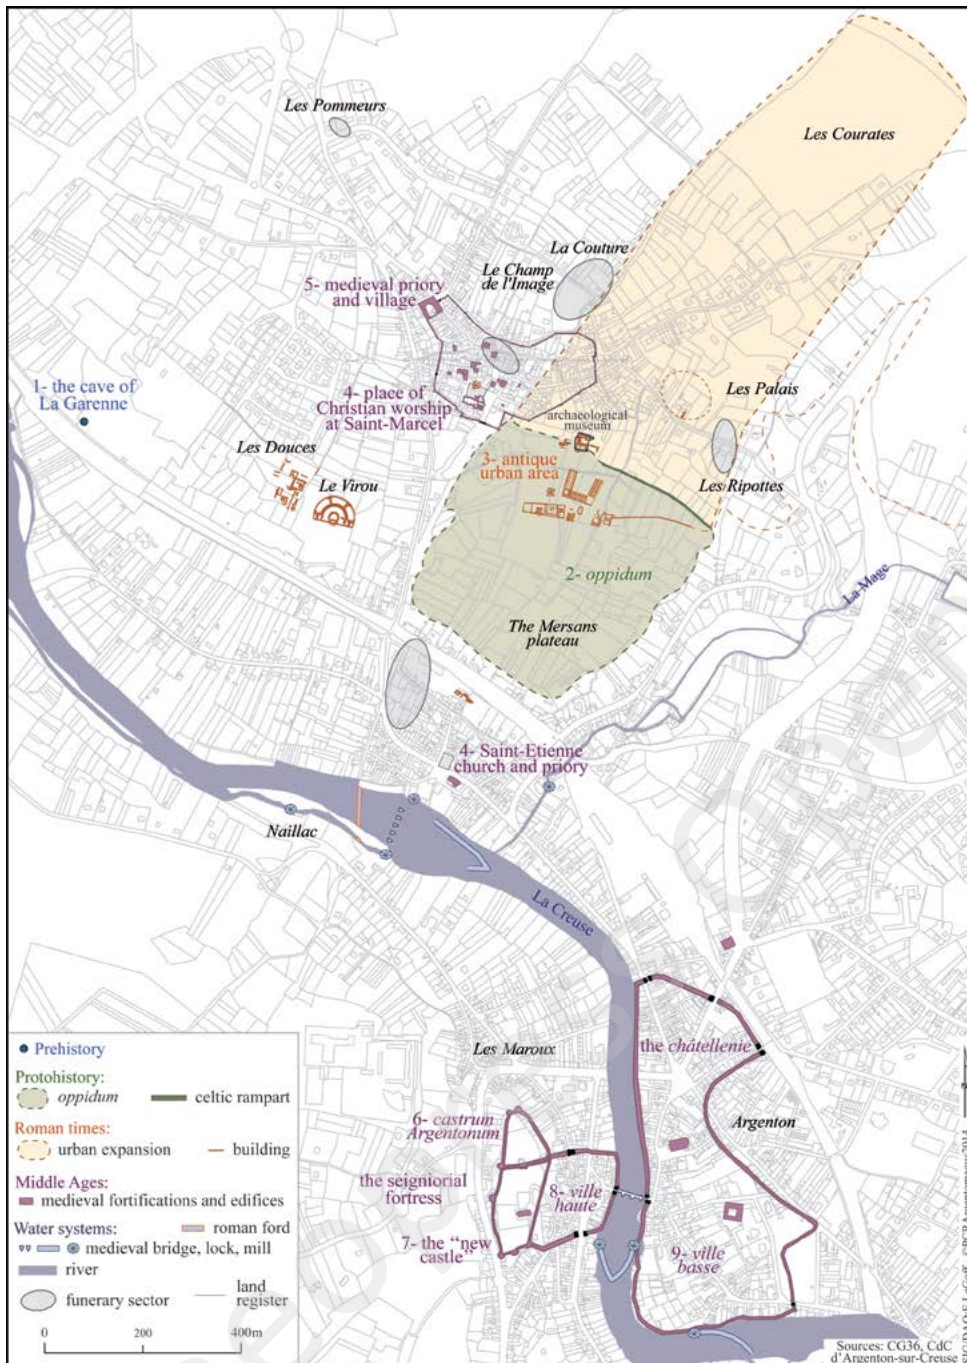 Les Pommeurs
Les Courates
La Couture
Le Champ
de l'Image
5- medieval priory
and village
1- the cave of
La Garenne
4- place of
Christian worship
at Saint-Marcel
archaeological
museum
Les Palais
Les Douces
Le Virou
3- antique
urban area
Les Ripottes
2- oppidum
La Mage
The Mersans
plateau
4- Saint-Etienne
church and priory
Naillac
La Creuse
the châtellenie
Les Maroux
Argenton
6- castrum
Argentonum
the seigniorial
fortress
8- ville
haute
7- the "new
castle"
9- ville
basse
Prehistory
Protohistory:
oppidum
celtic rampart
Roman times:
urban expansion
building
Middle Ages:
medieval fortifications and edifices
Water systems:
roman ford
medieval bridge, lock, mill
river
funerary sector
land
register
0 200 400m
Sources: CG36, CdC
d'Argenton-sur-Creuse